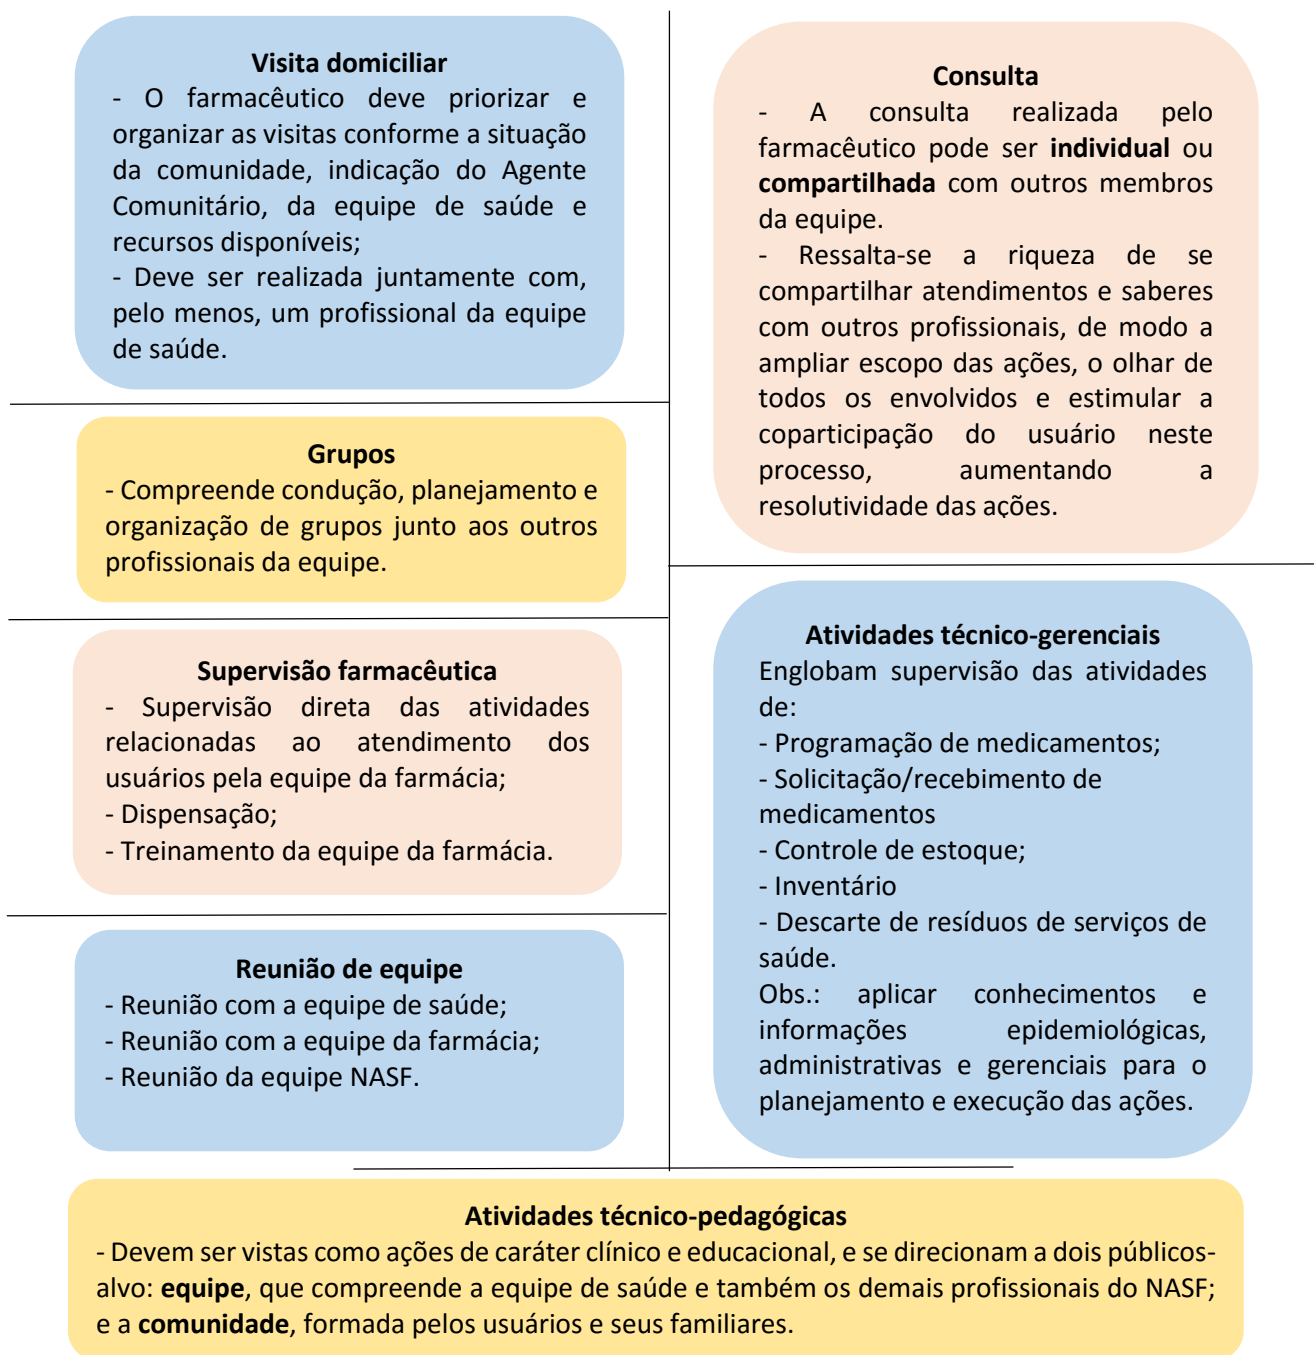 Visita domiciliar
- O farmacêutico deve priorizar e
organizar as visitas conforme a situação
da comunidade, indicação do Agente
Comunitário, da equipe de saúde e
recursos disponíveis;
- Deve ser realizada juntamente com,
pelo menos, um profissional da equipe
de saúde.
Grupos
- Compreende condução, planejamento e
organização de grupos junto aos outros
profissionais da equipe.
Supervisão farmacêutica
- Supervisão direta das atividades
relacionadas ao atendimento dos
usuários pela equipe da farmácia;
- Dispensação;
- Treinamento da equipe da farmácia.
Reunião de equipe
- Reunião com a equipe de saúde;
- Reunião com a equipe da farmácia;
- Reunião da equipe NASF.
Consulta
- A consulta realizada pelo
farmacêutico pode ser individual ou
compartilhada com outros membros
da equipe.
- Ressalta-se a riqueza de se
compartilhar atendimentos e saberes
com outros profissionais, de modo a
ampliar escopo das ações, o olhar de
todos os envolvidos e estimular a
coparticipação do usuário neste
processo, aumentando a
resolutividade das ações.
Atividades técnico-gerenciais
Englobam supervisão das atividades
de:
- Programação de medicamentos;
- Solicitação/recebimento de
medicamentos
- Controle de estoque;
- Inventário
- Descarte de resíduos de serviços de
saúde.
Obs.: aplicar conhecimentos e
informações epidemiológicas,
administrativas e gerenciais para o
planejamento e execução das ações.
Atividades técnico-pedagógicas
- Devem ser vistas como ações de caráter clínico e educacional, e se direcionam a dois públicos-
alvo: equipe, que compreende a equipe de saúde e também os demais profissionais do NASF;
e a comunidade, formada pelos usuários e seus familiares.